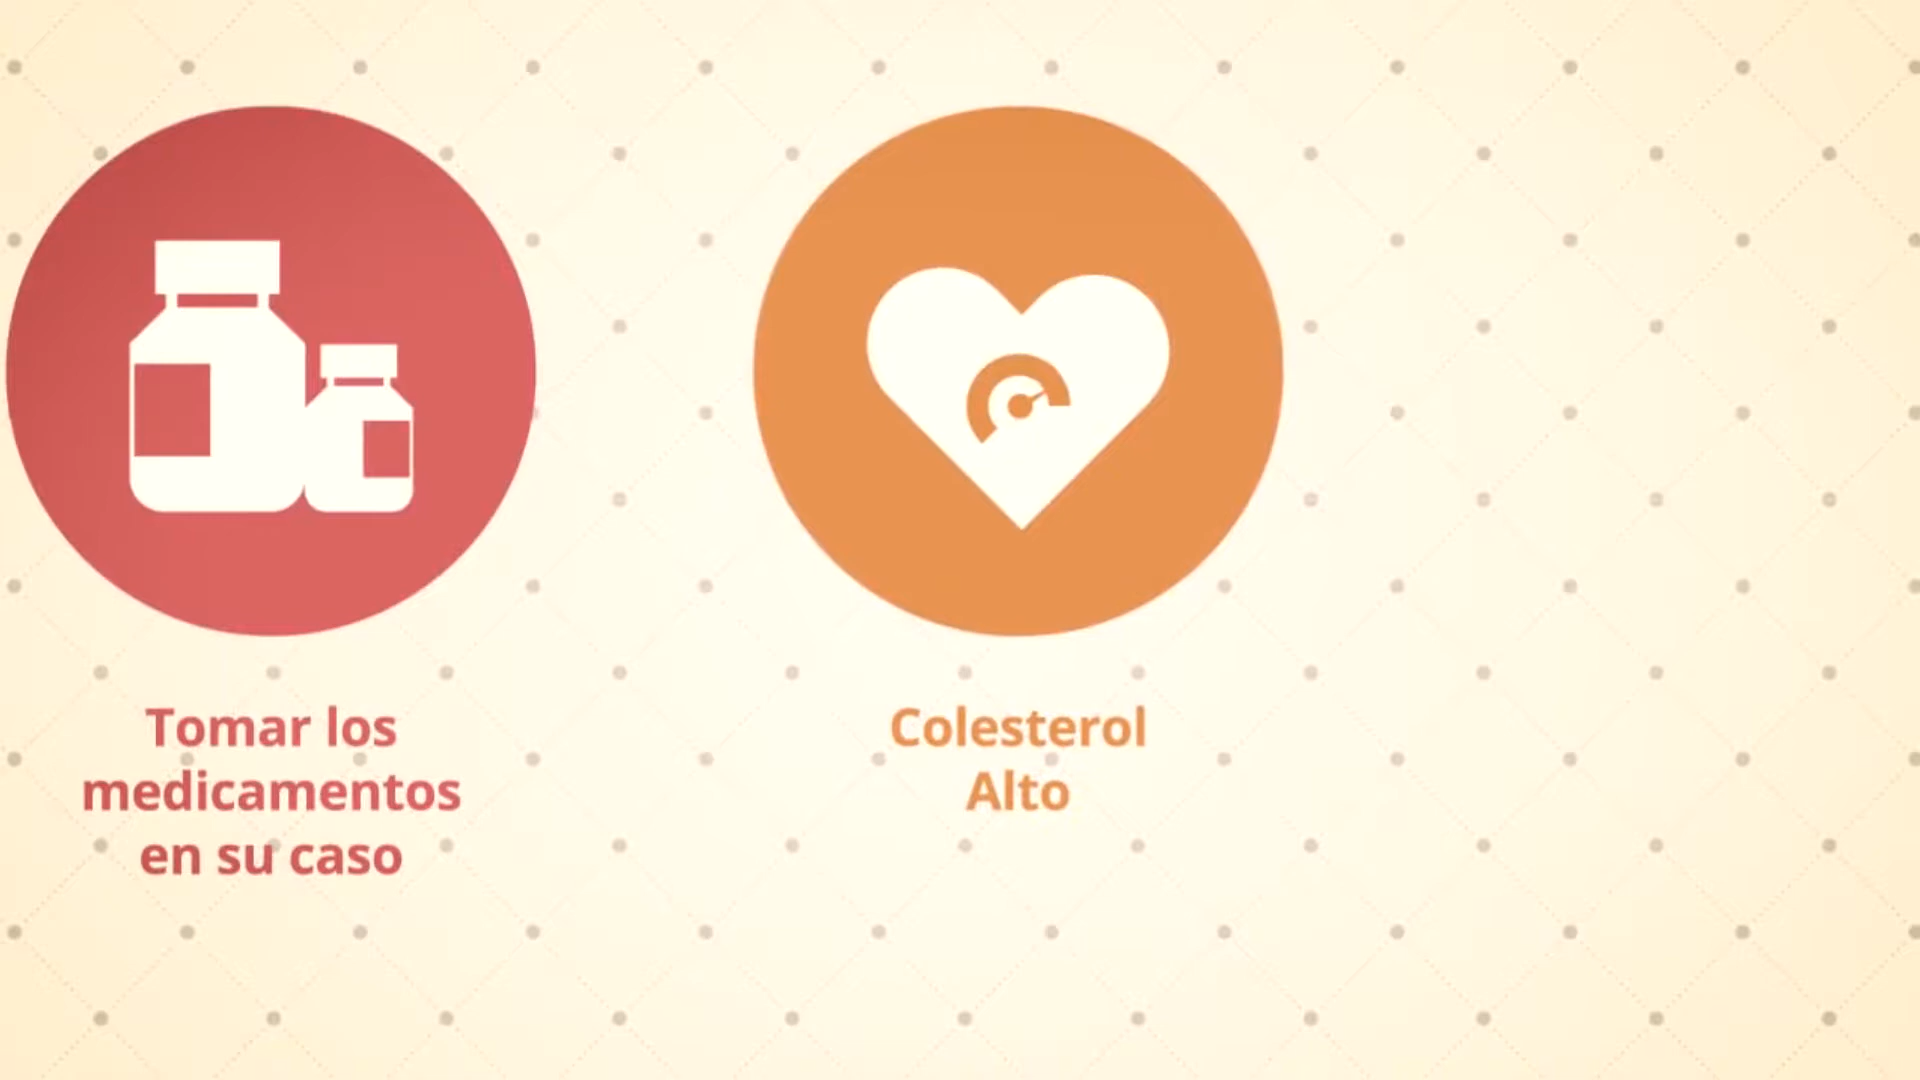 Tomar los
medicamentos
en su caso
Colesterol
Alto